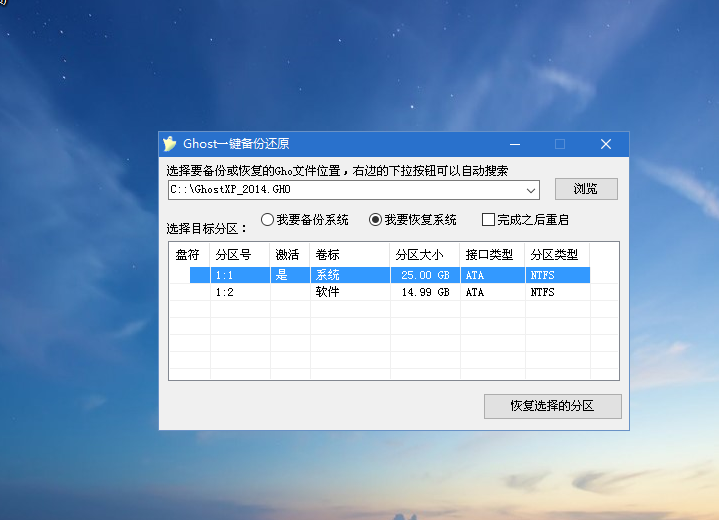 Ghost一键备份还原
选择要备份或恢复的Gho文件位置，右边的下拉按钮可以自动搜索
C::\GhostXP_2014.GHO 浏览
选择目标分区： 我要备份系统 我要恢复系统 完成之后重启
盘符 分区号 激活 卷标 分区大小 接口类型 分区类型
1:1 是 系统 25.00 GB ATA NTFS
1:2 软件 14.99 GB ATA NTFS
恢复选择的分区